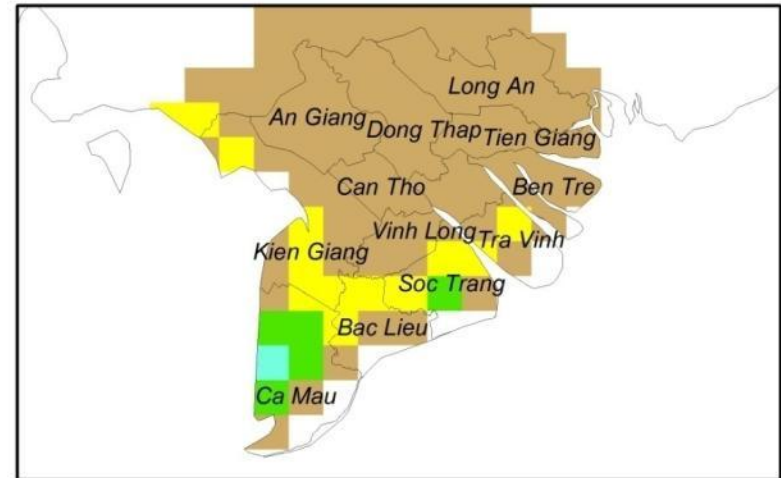 Long An
An Giang
Dong Thap
Tien Giang
Can Tho
Ben Tre
Vinh Long
Tra Vinh
Kien Giang
Soc Trang
Bac Lieu
Ca Mau